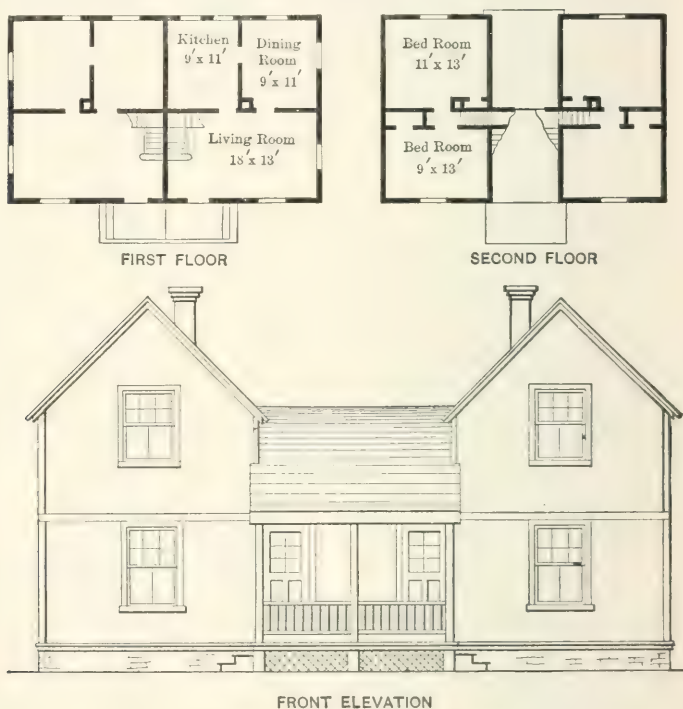 Kitchen
9' x 11'
Dining
Room
9' x 11'
Living Room
18' x 13'
FIRST FLOOR
Bed Room
11' x 13'
Bed Room
9' x 13'
SECOND FLOOR
FRONT ELEVATION